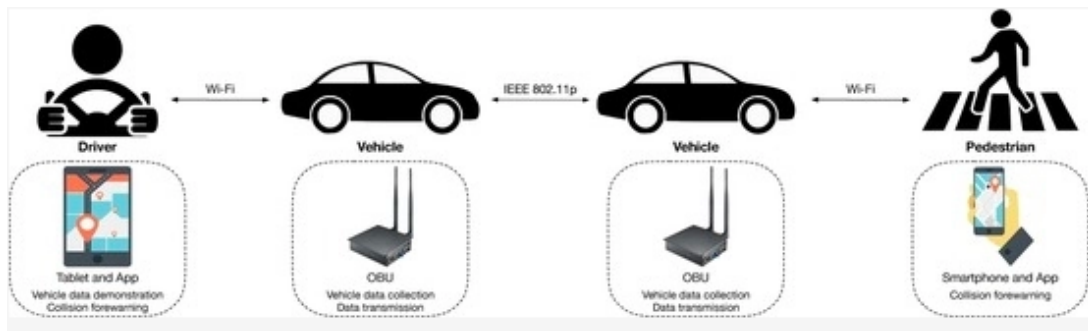 Wi-Fi
IEEE 802.11p
Wi-Fi
Driver
Vehicle
Vehicle
Pedestrian
Tablet and App
Vehicle data demonstration
Collision forewarning
OBU
Vehicle data collection
Data transmission
OBU
Vehicle data collection
Data transmission
Smartphone and App
Collision forewarning